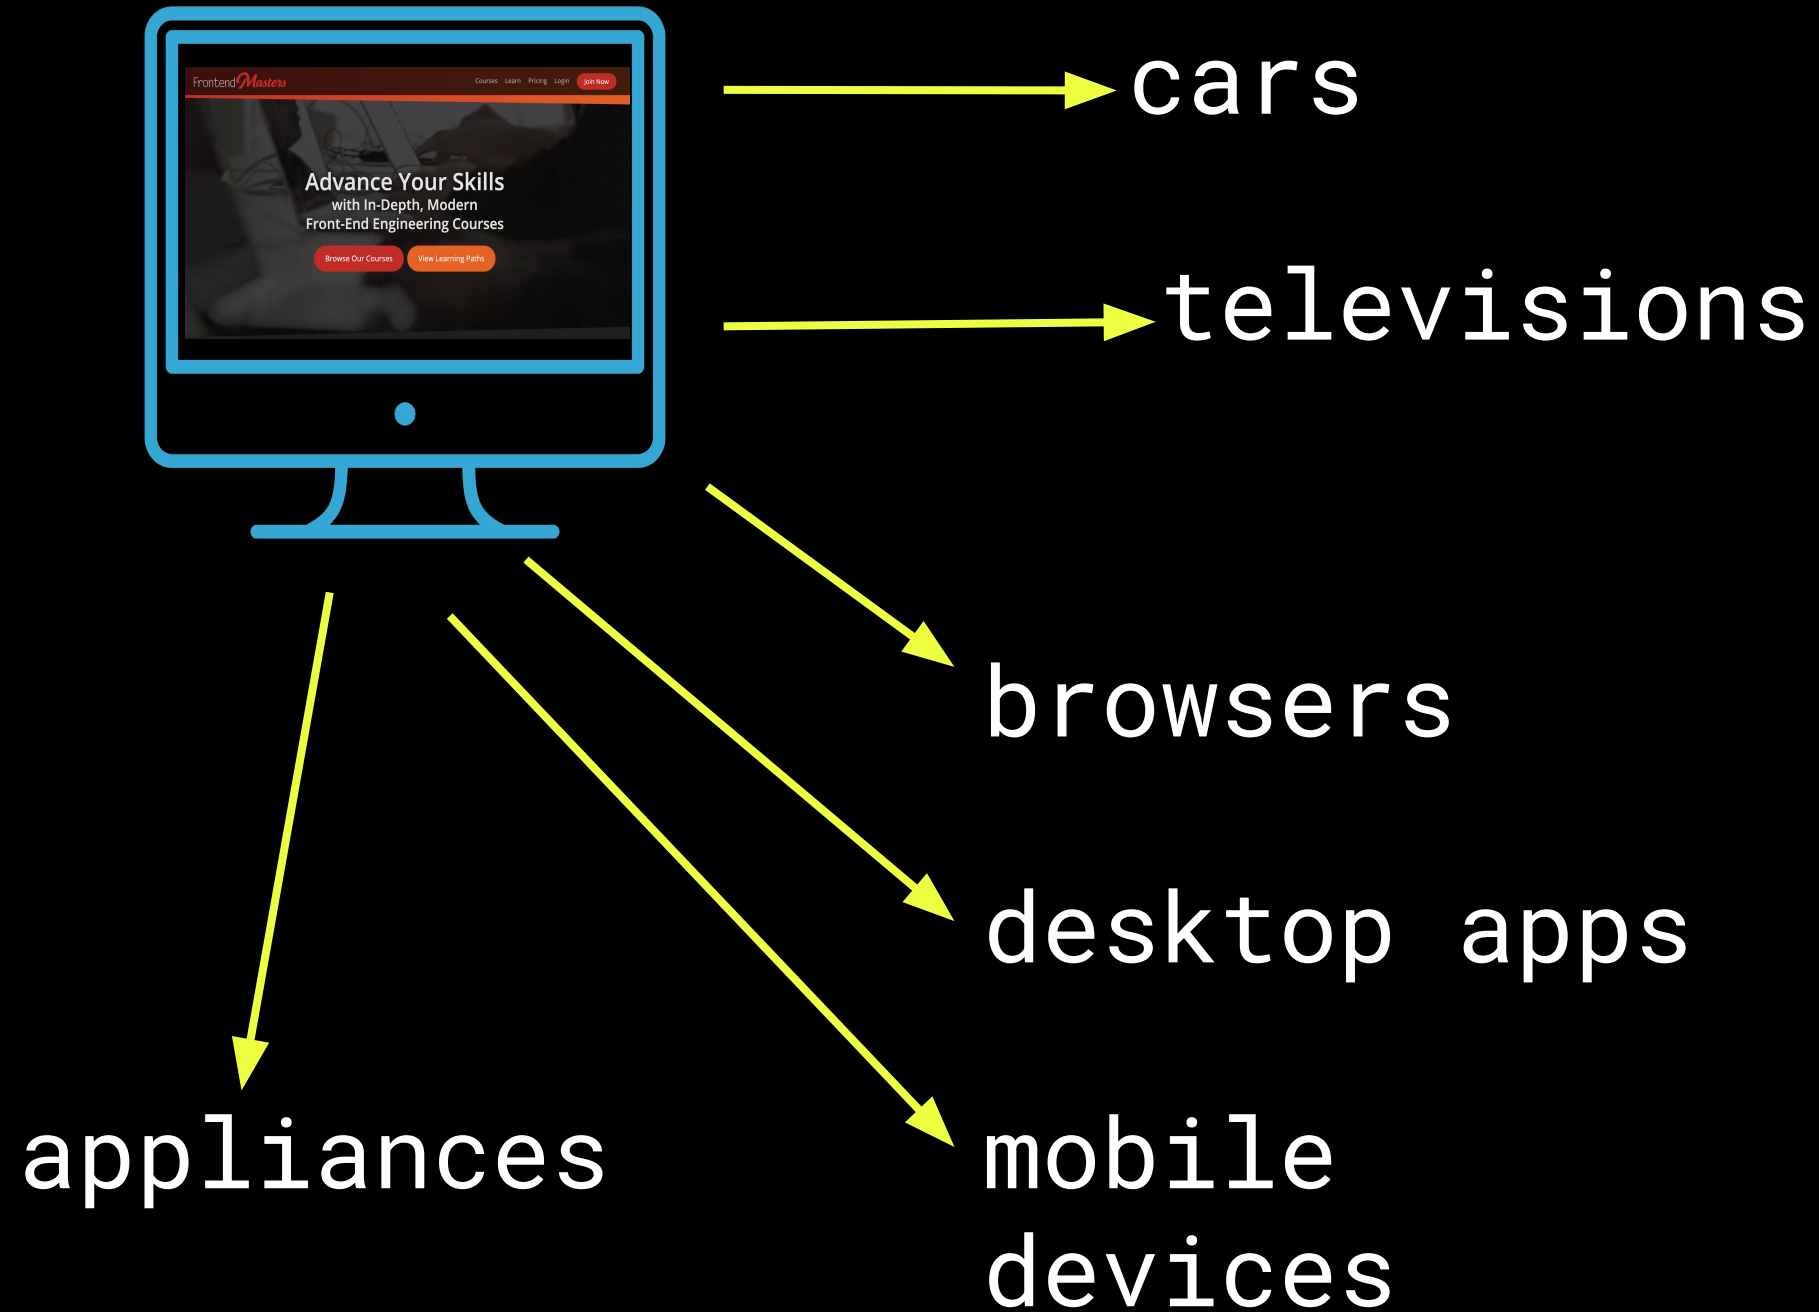 Frontend Masters
Courses Learn Pricing Login Join Now
Advance Your Skills
with In-Depth, Modern
Front-End Engineering Courses
Browse Our Courses View Learning Paths
cars
televisions
browsers
desktop apps
appliances
mobile
devices